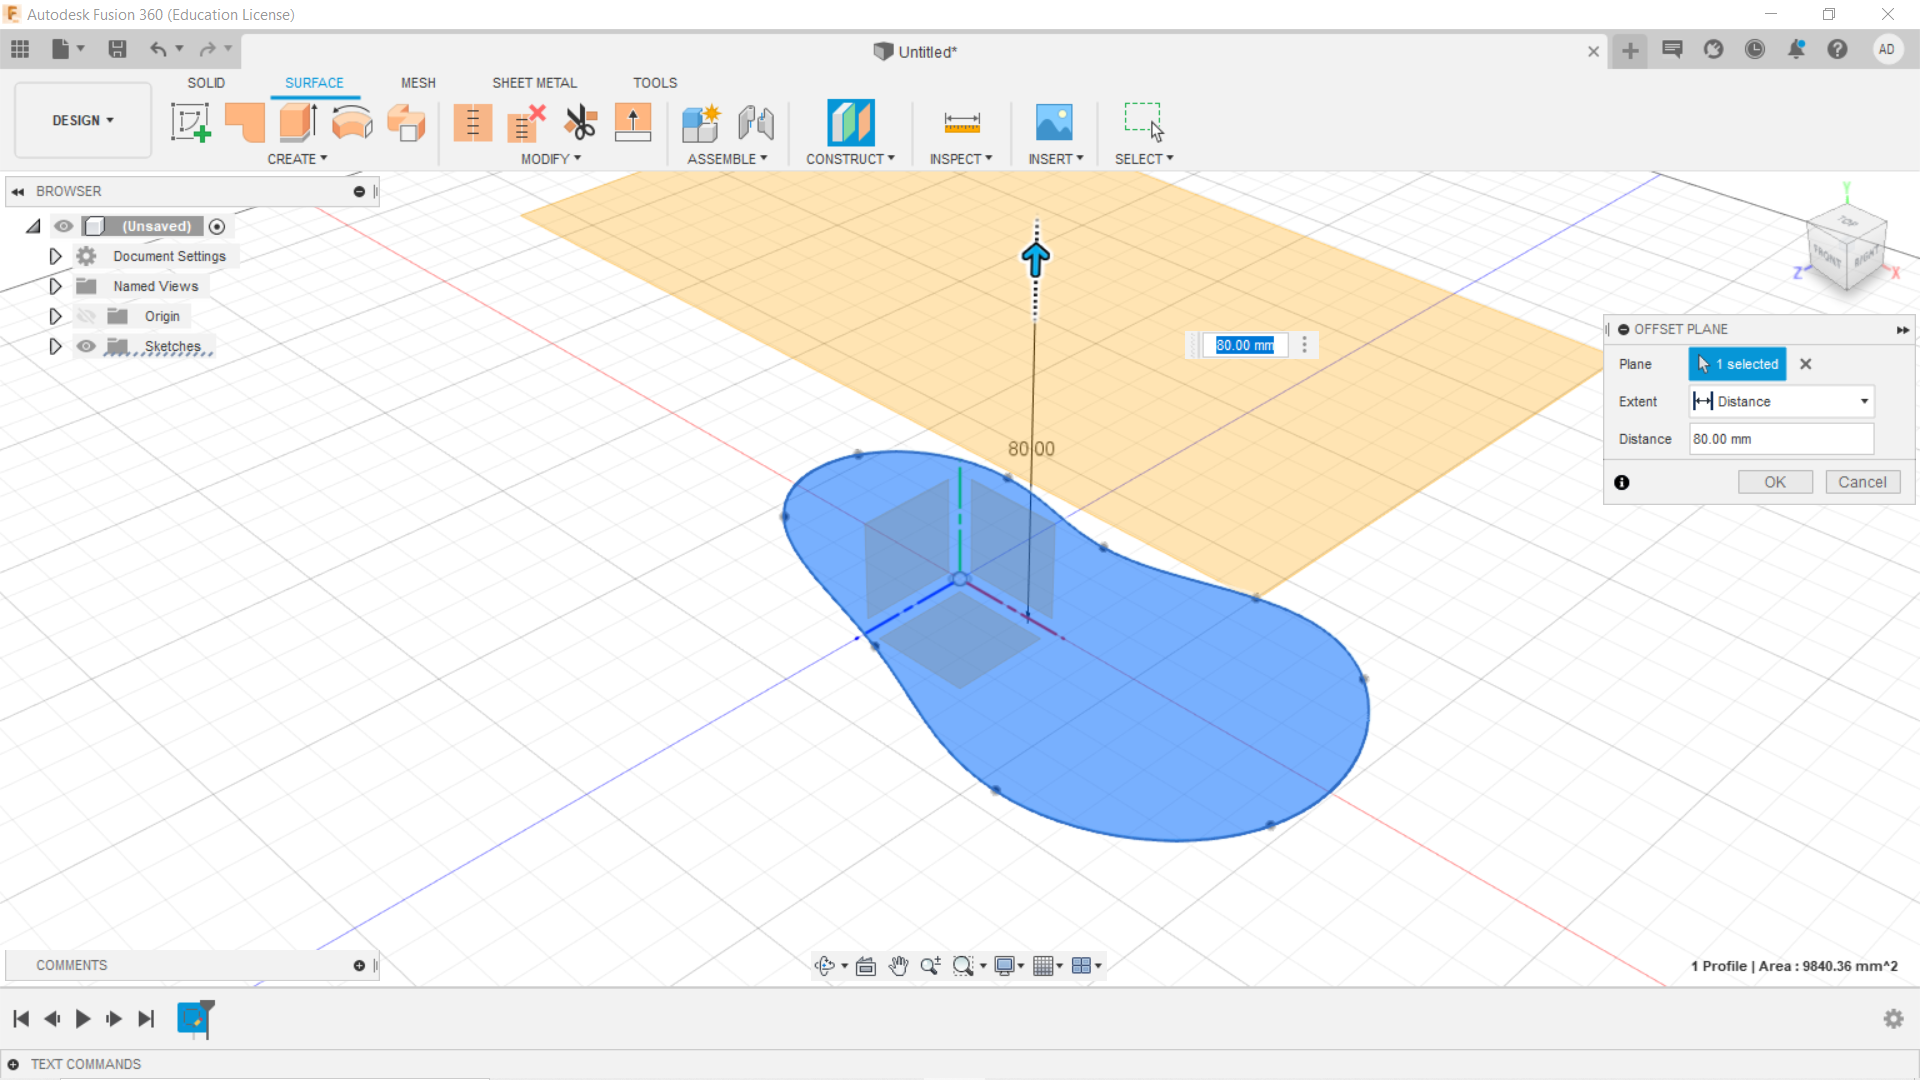 Autodesk Fusion 360 (Education License)
Untitled*
AD
DESIGN
SOLID SURFACE MESH SHEET METAL TOOLS
CREATE MODIFY ASSEMBLE CONSTRUCT INSPECT INSERT SELECT
BROWSER
(Unsaved)
Document Settings
Named Views
Origin
Sketches
80.00 mm
80.00
Y
TOP
FRONT
RIGHT
Z
X
OFFSET PLANE
Plane 1 selected
Extent Distance
Distance 80.00 mm
OK Cancel
COMMENTS
1 Profile | Area : 9840.36 mm^2
TEXT COMMANDS